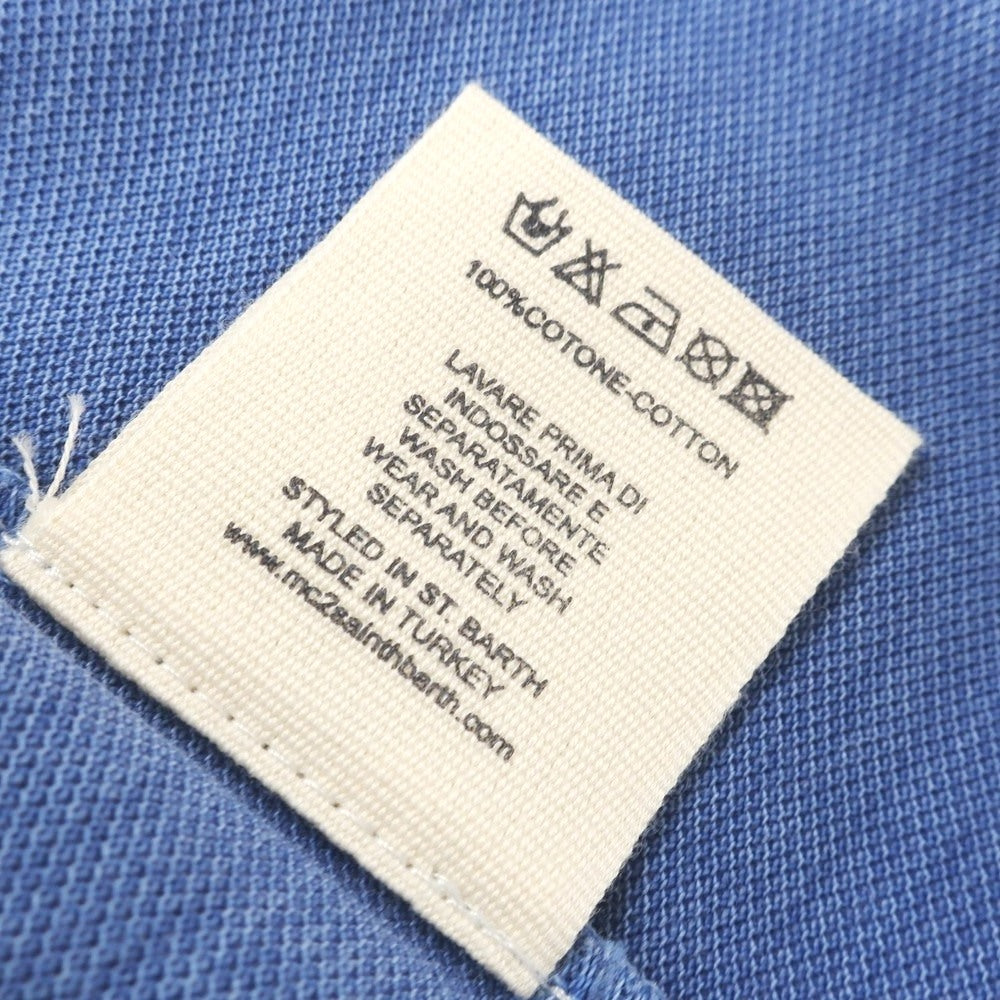 100%COTONE-COTTON
LAVARE PRIMA DI
INDOSSARE E
SEPARATAMENTE
WASH BEFORE
WEAR AND WASH
SEPARATELY
STYLED IN ST. BARTH
MADE IN TURKEY
www.mc2sainthbarth.com